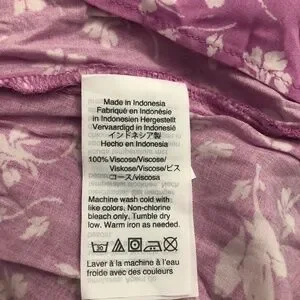 Made in Indonesia
Fabriqué en Indonésie
in Indonesien Hergestellt
Vervaardigd in Indonesië
インドネシア製
Hecho en Indonesia
100% Viscose/Viscose/
Viskose/Viscose/ビス
コース/viscosa
Machine wash cold with
like colors. Non-chlorine
bleach only. Tumble dry
low. Warm iron as needed.
Lavage à la machine à l'eau
froide avec des couleurs